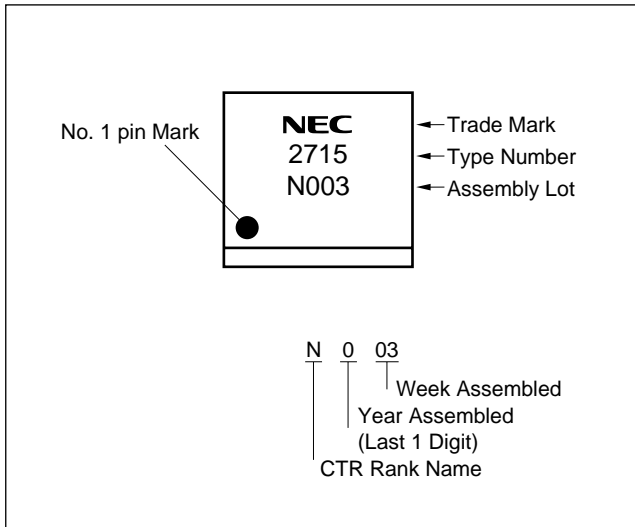 No. 1 pin Mark
NEC
2715
N003
Trade Mark
Type Number
Assembly Lot
N 0 03
Week Assembled
Year Assembled
(Last 1 Digit)
CTR Rank Name